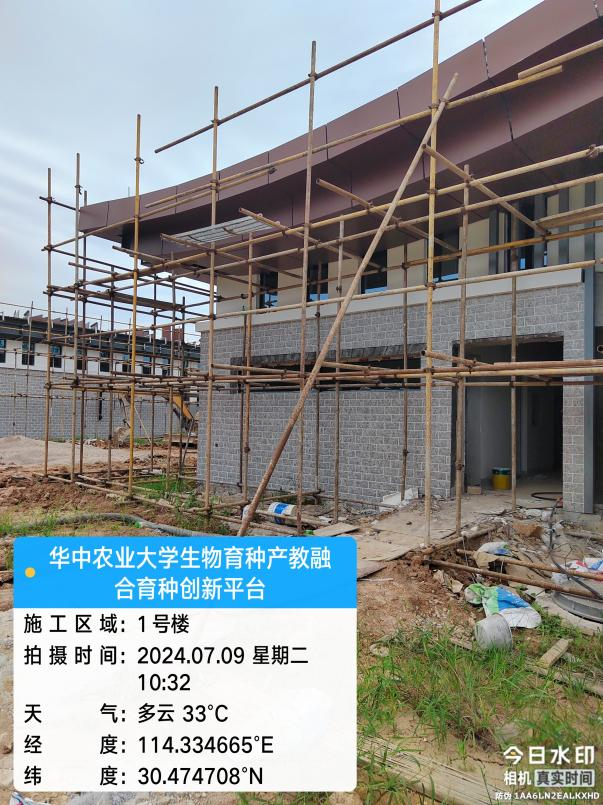 华中农业大学生物育种产教融
合育种创新平台
施工区域：1号楼
拍摄时间：2024.07.09 星期二
10:32
天气：多云 33°C
经度：114.334665°E
纬度：30.474708°N
今日水印
相机 真实时间
防伪 1AA6LN2EALKXHD